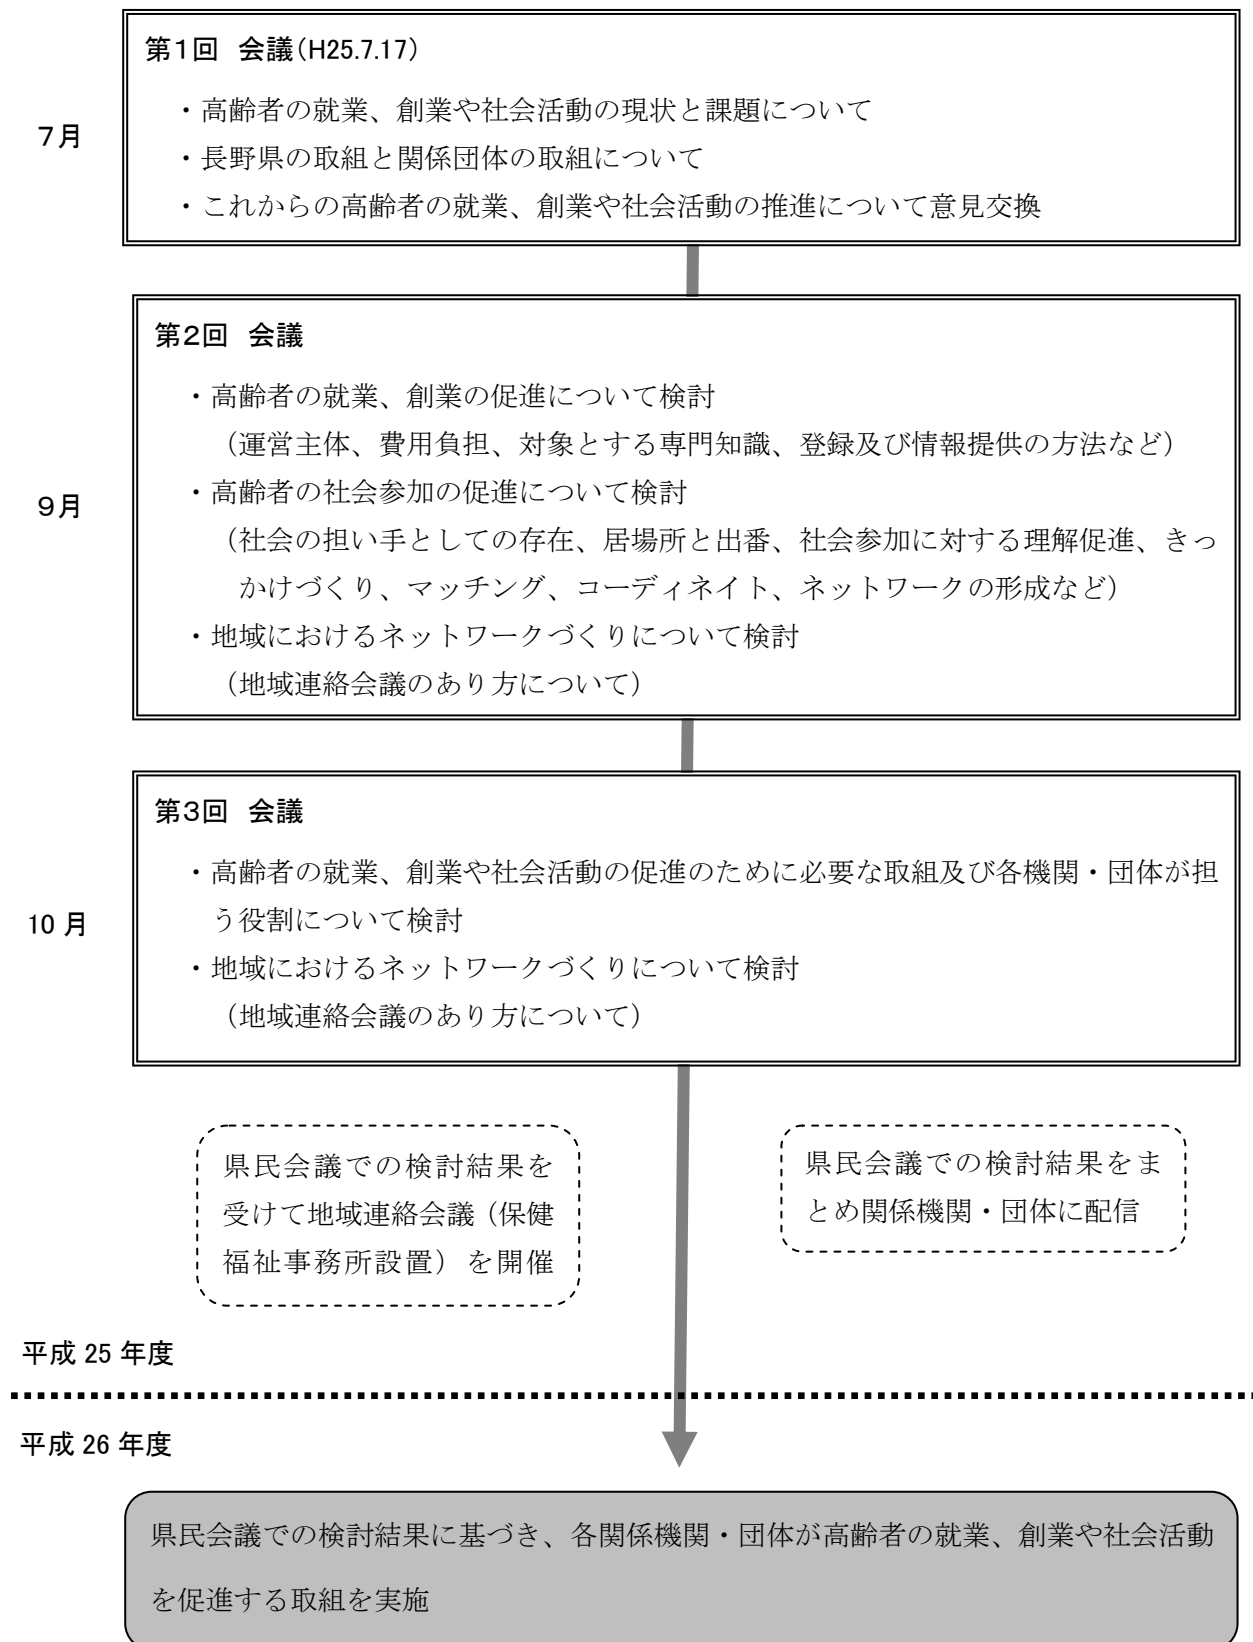 第1回 会議(H25.7.17)
・高齢者の就業、創業や社会活動の現状と課題について
7月
・長野県の取組と関係団体の取組について
・これからの高齢者の就業、創業や社会活動の推進について意見交換
第2回 会議
・高齢者の就業、創業の促進について検討
（運営主体、費用負担、対象とする専門知識、登録及び情報提供の方法など）
・高齢者の社会参加の促進について検討
9月
（社会の担い手としての存在、居場所と出番、社会参加に対する理解促進、きっ
かけづくり、マッチング、コーディネイト、ネットワークの形成など）
・地域におけるネットワークづくりについて検討
（地域連絡会議のあり方について）
第3回 会議
・高齢者の就業、創業や社会活動の促進のために必要な取組及び各機関・団体が担
う役割について検討
10 月
・地域におけるネットワークづくりについて検討
（地域連絡会議のあり方について）
県民会議での検討結果を
受けて地域連絡会議（保健
福祉事務所設置）を開催
県民会議での検討結果をま
とめ関係機関・団体に配信
平成 25 年度
平成 26 年度
県民会議での検討結果に基づき、各関係機関・団体が高齢者の就業、創業や社会活動
を促進する取組を実施